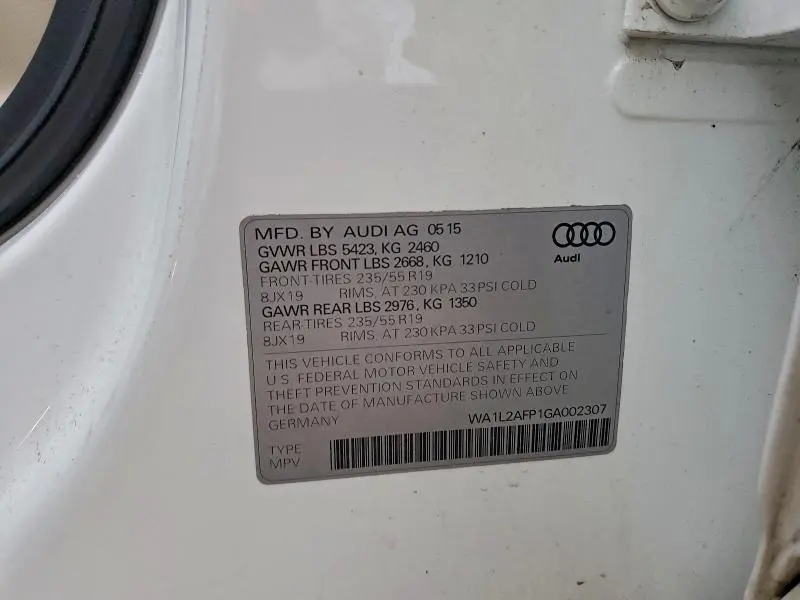 MFD. BY AUDI AG 05 15
GVWR LBS 5423, KG 2460
GAWR FRONT LBS 2668, KG 1210
FRONT-TIRES 235/55 R19
8JX19 RIMS, AT 230 KPA 33 PSI COLD
GAWR REAR LBS 2976, KG 1350
REAR-TIRES 235/55 R19
8JX19 RIMS, AT 230 KPA 33 PSI COLD
Audi
THIS VEHICLE CONFORMS TO ALL APPLICABLE
U.S. FEDERAL MOTOR VEHICLE SAFETY AND
THEFT PREVENTION STANDARDS IN EFFECT ON
THE DATE OF MANUFACTURE SHOWN ABOVE
GERMANY
WA1L2AFP1GA002307
TYPE
MPV